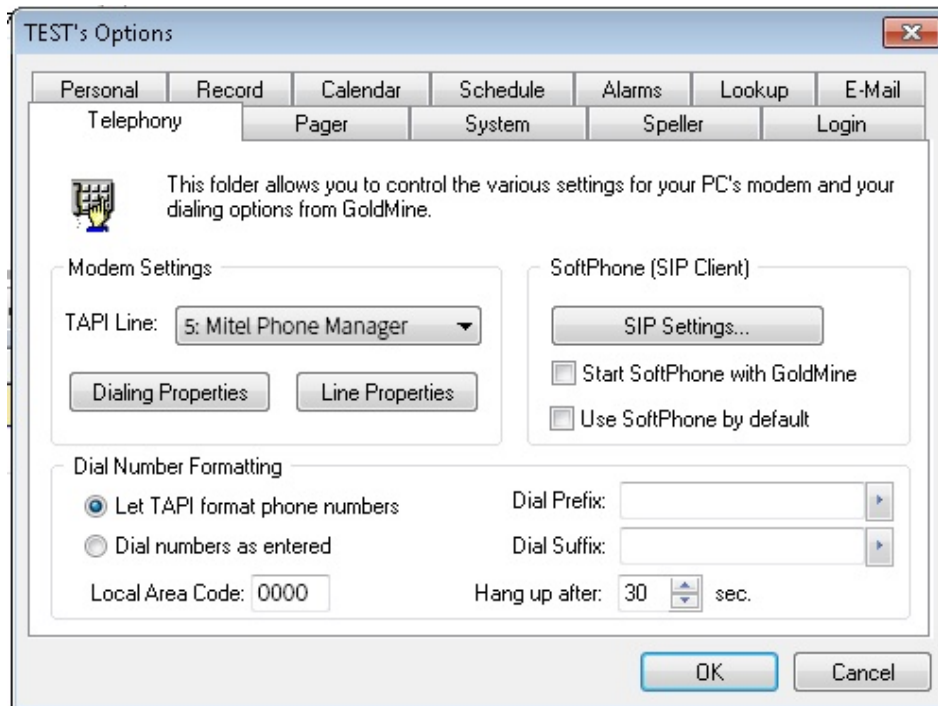 TEST's Options
Personal Record Calendar Schedule Alarms Lookup E-Mail
Telephony Pager System Speller Login
This folder allows you to control the various settings for your PC's modem and your
dialing options from GoldMine.
Modem Settings
TAPI Line: 5: Mitel Phone Manager
Dialing Properties Line Properties
SoftPhone (SIP Client)
SIP Settings...
Start SoftPhone with GoldMine
Use SoftPhone by default
Dial Number Formatting
Let TAPI format phone numbers
Dial numbers as entered
Local Area Code: 0000
Dial Prefix:
Dial Suffix:
Hang up after: 30 sec.
OK Cancel